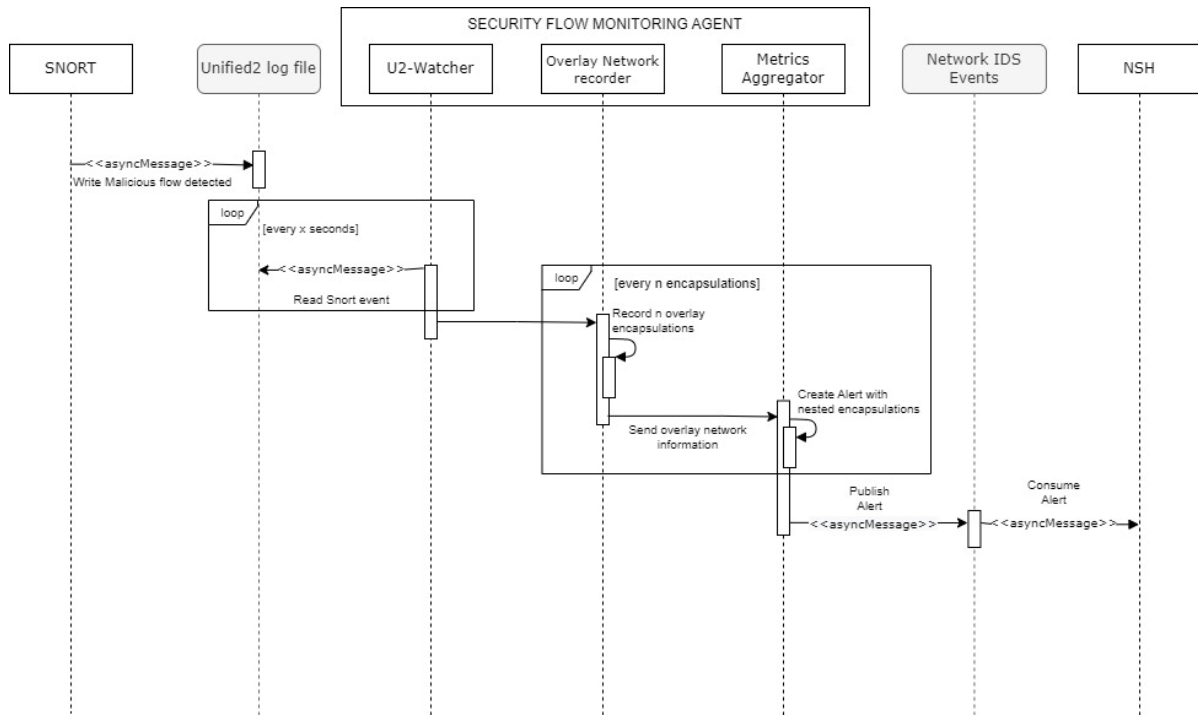 SECURITY FLOW MONITORING AGENT
SNORT
Unified2 log file
U2-Watcher
Overlay Network
recorder
Metrics
Aggregator
Network IDS
Events
NSH
<<asyncMessage>>
Write Malicious flow detected
loop
[every x seconds]
<<asyncMessage>>
Read Snort event
loop
[every n encapsulations]
Record n overlay
encapsulations
Create Alert with
nested encapsulations
Send overlay network
information
Publish
Alert
<<asyncMessage>>
Consume
Alert
<<asyncMessage>>